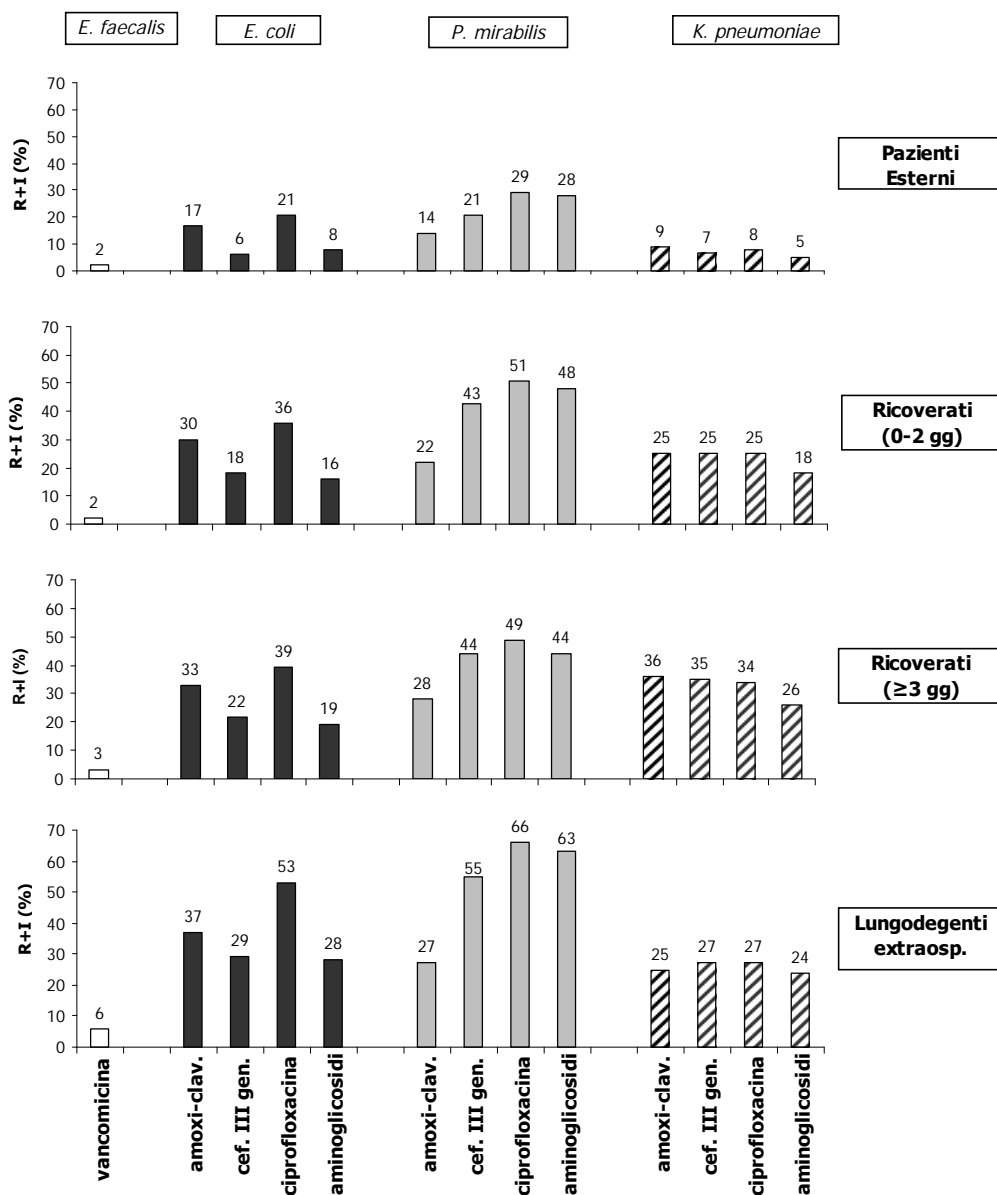 E. faecalis
E. coli
P. mirabilis
K. pneumoniae
70
60
50
40
30
20
10
0
R+I (%)
2
17
6
21
8
14
21
29
28
9
7
8
5
Pazienti
Esterni
70
60
50
40
30
20
10
0
R+I (%)
2
30
18
36
16
22
43
51
48
25
25
25
18
Ricoverati
(0-2 gg)
70
60
50
40
30
20
10
0
R+I (%)
3
33
22
39
19
28
44
49
44
36
35
34
26
Ricoverati
(≥3 gg)
70
60
50
40
30
20
10
0
R+I (%)
6
37
29
53
28
27
55
66
63
25
27
27
24
Lungodegenti
extraosp.
vancomicina
amoxi-clav.
cef. III gen.
ciprofloxacina
aminoglicosidi
amoxi-clav.
cef. III gen.
ciprofloxacina
aminoglicosidi
amoxi-clav.
cef. III gen.
ciprofloxacina
aminoglicosidi